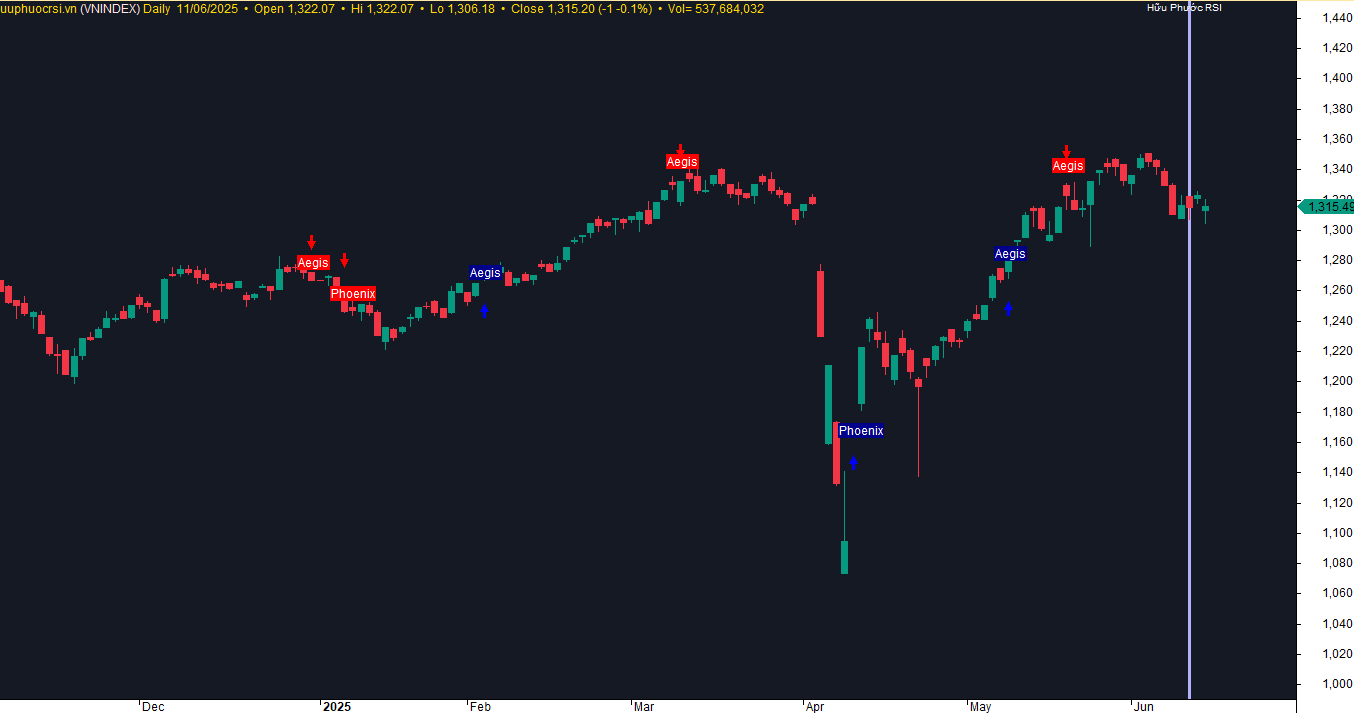 uuphuocrsi.vn (VNINDEX) Daily 11/06/2025 • Open 1,322.07 • Hi 1,322.07 • Lo 1,306.18 • Close 1,315.20 (-1 -0.1%) • Vol= 537,684,032
Hữu Phước RSI
1,440
1,420
1,400
1,380
1,360
Aegis
Aegis
1,340
1,315.49
1,300
Aegis
Aegis
Aegis
1,280
Phoenix
1,260
1,240
1,220
1,200
1,180
Phoenix
1,160
1,140
1,120
1,100
1,080
1,060
1,040
1,020
1,000
Dec 2025 Feb Mar Apr May Jun